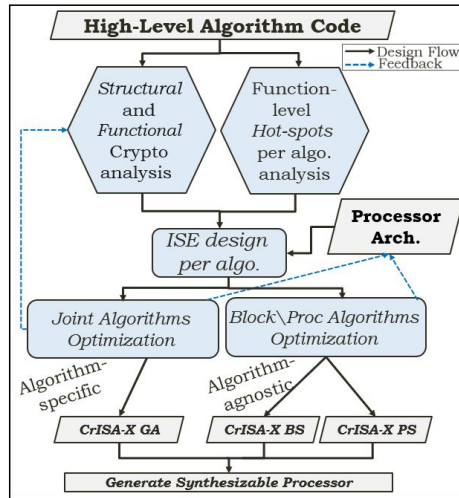 High-Level Algorithm Code
Design Flow
Feedback
Structural
and
Functional
Crypto
analysis
Function-
level
Hot-spots
per algo.
analysis
Processor
Arch.
ISE design
per algo.
Joint Algorithms
Optimization
Block\Proc Algorithms
Optimization
Algorithm-
specific
Algorithm-
agnostic
CrISA-X GA
CrISA-X BS
CrISA-X PS
Generate Synthesizable Processor